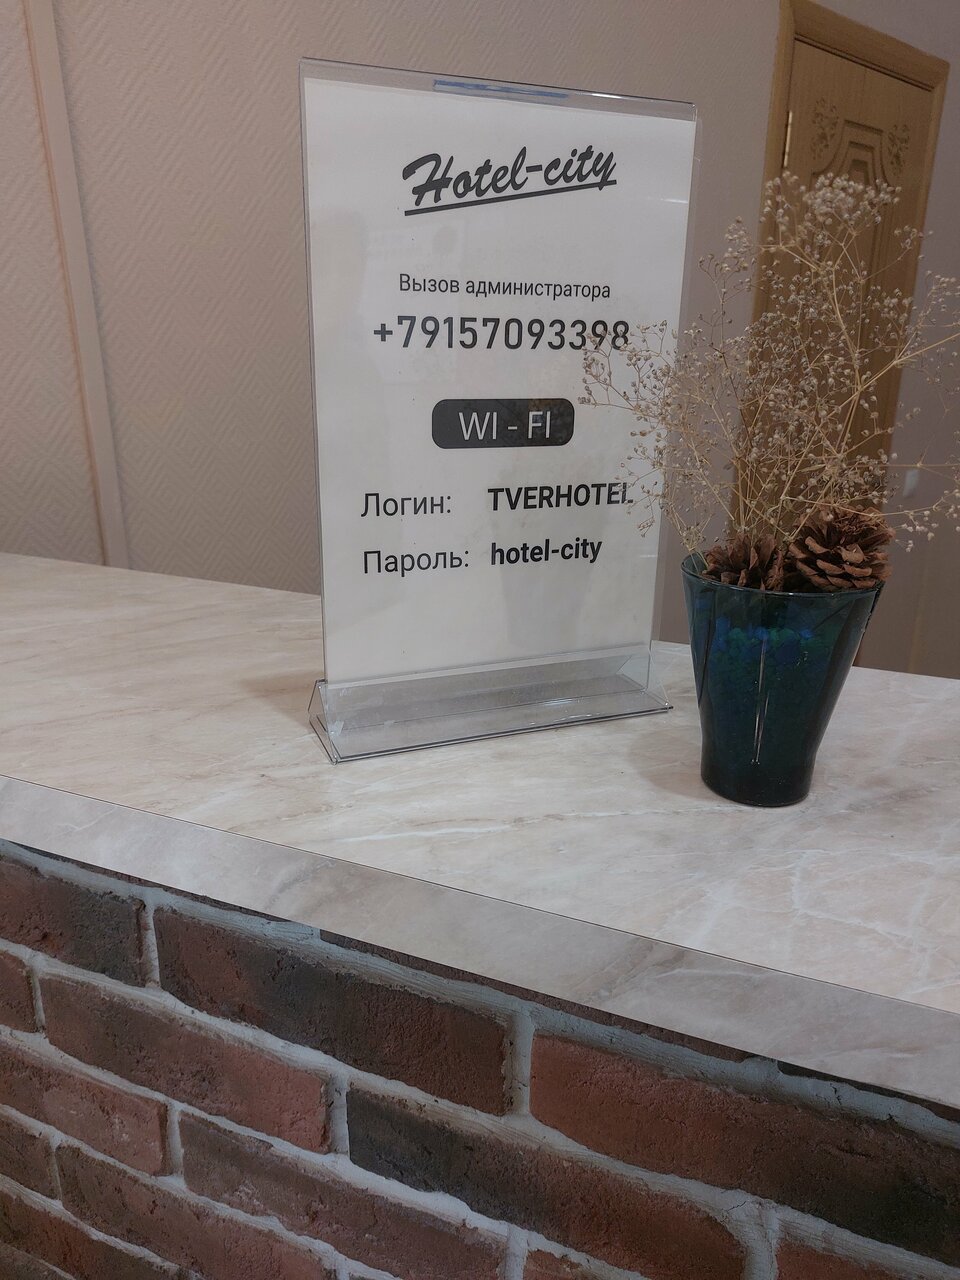 Hotel-city
Вызов администратора
+79157093398
WI - FI
Логин: TVERHOTEL
Пароль: hotel-city